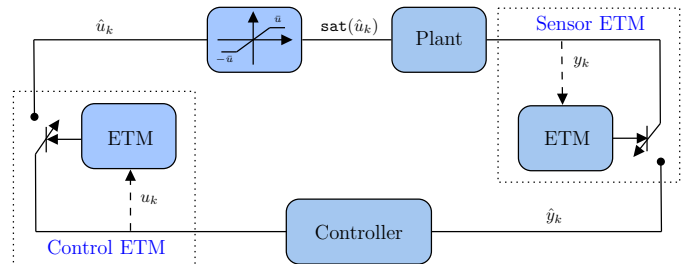 û_k
ū
−ū
sat(û_k)
Plant
Sensor ETM
y_k
ETM
ETM
u_k
Control ETM
Controller
ŷ_k